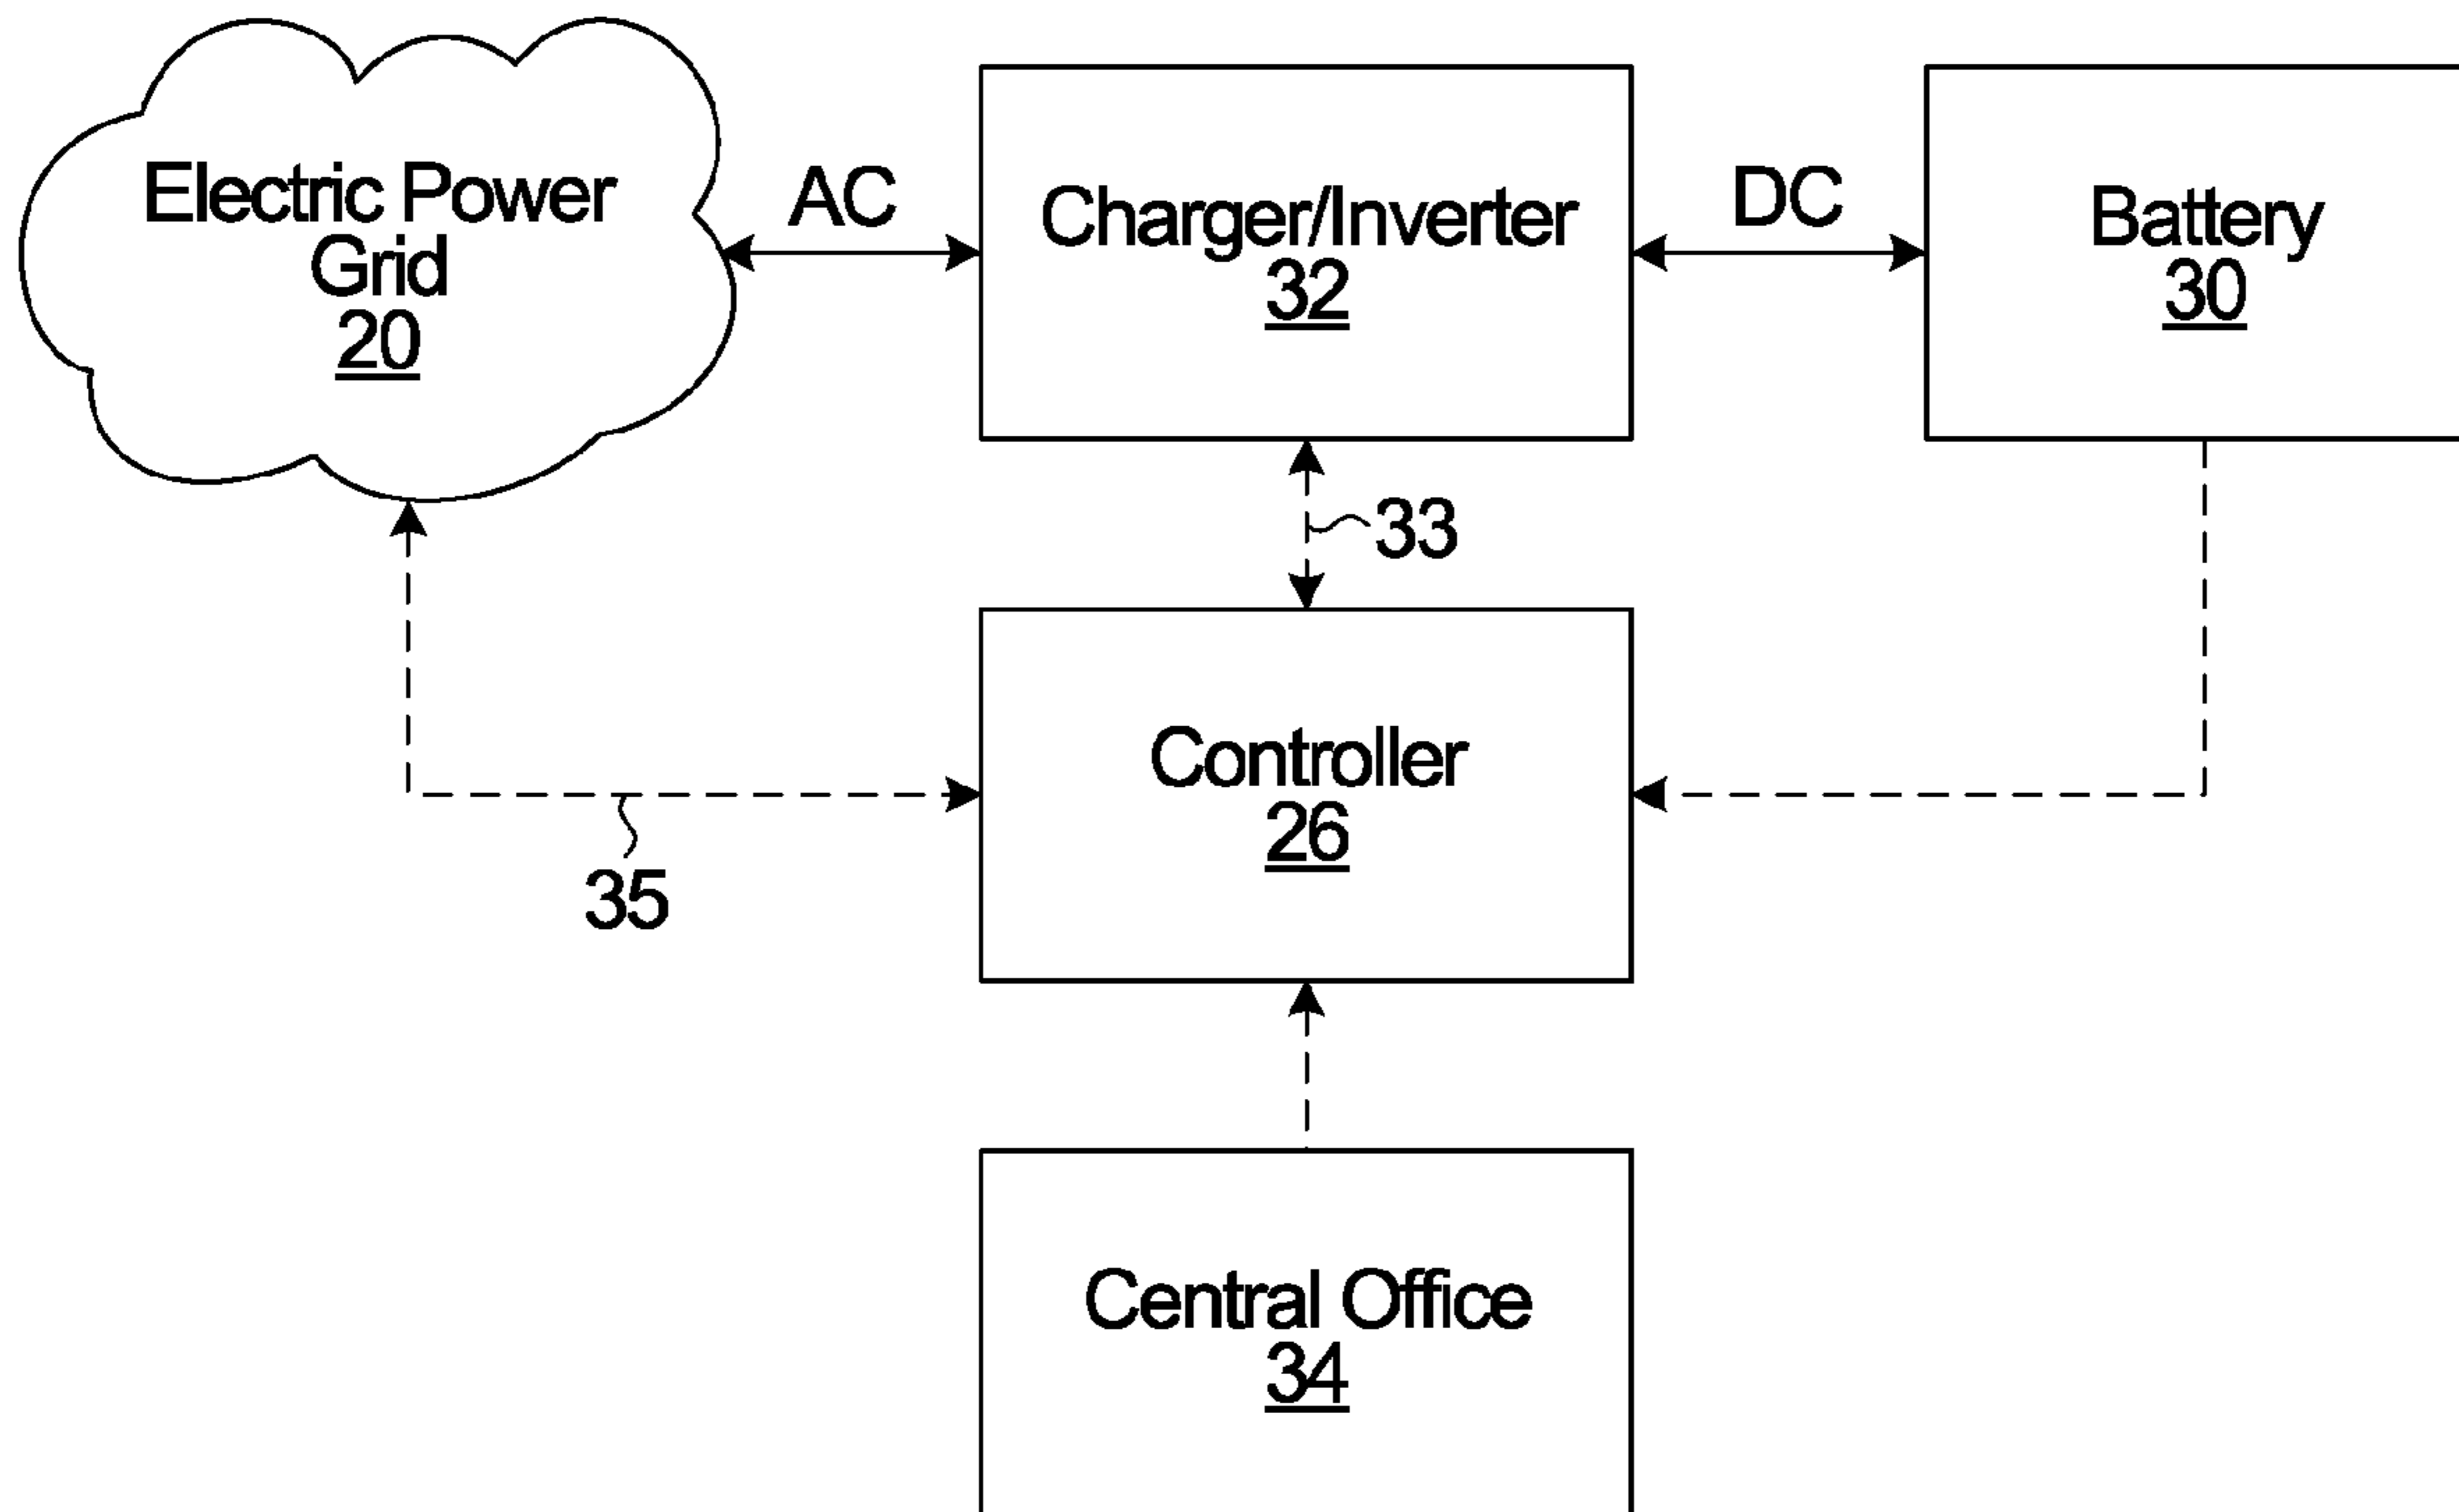 Electric Power
Grid
20
AC
Charger/Inverter
32
DC
Battery
30
33
Controller
26
35
Central Office
34